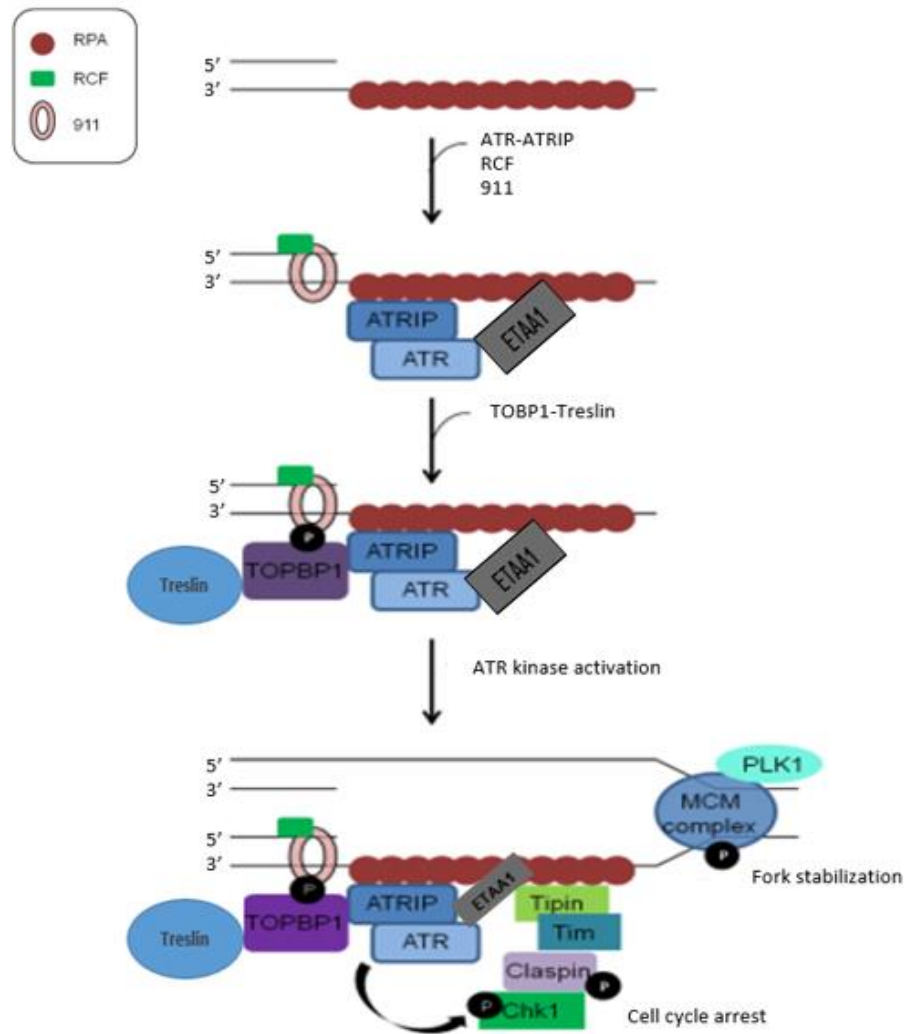 RPA
RCF
911
5'
3'
ATR-ATRIP
RCF
911
5'
3'
ATRIP
ATR
ETAA1
TOBP1-Treslin
5'
3'
P
Treslin
TOPBP1
ATRIP
ATR
ETAA1
ATR kinase activation
5'
3'
PLK1
MCM
complex
P
5'
3'
P
Fork stabilization
Treslin
TOPBP1
ATRIP
ATR
ETAA1
Tipin
Tim
Claspin
P
P
Chk1
Cell cycle arrest